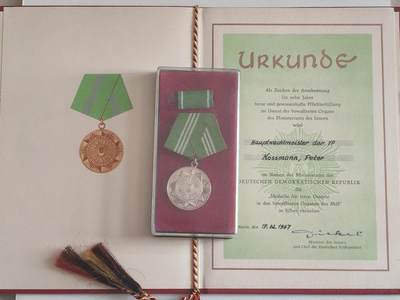 URKUNDE
Als Zeichen der Anerkennung
für zehn Jahre
treue und gewissenhafte Pflichterfüllung
im Dienst der bewaffneten Organe
des Ministeriums des Innern
wird
Hauptwachtmeister der VP
Kossmann, Peter
im Namen des Ministerrates der
DEUTSCHEN DEMOKRATISCHEN REPUBLIK
die
"Medaille für treue Dienste
in den bewaffneten Organen des MdI"
in Silber verliehen
Berlin, den 1967
Minister des Innern
und Chef der Deutschen Volkspolizei